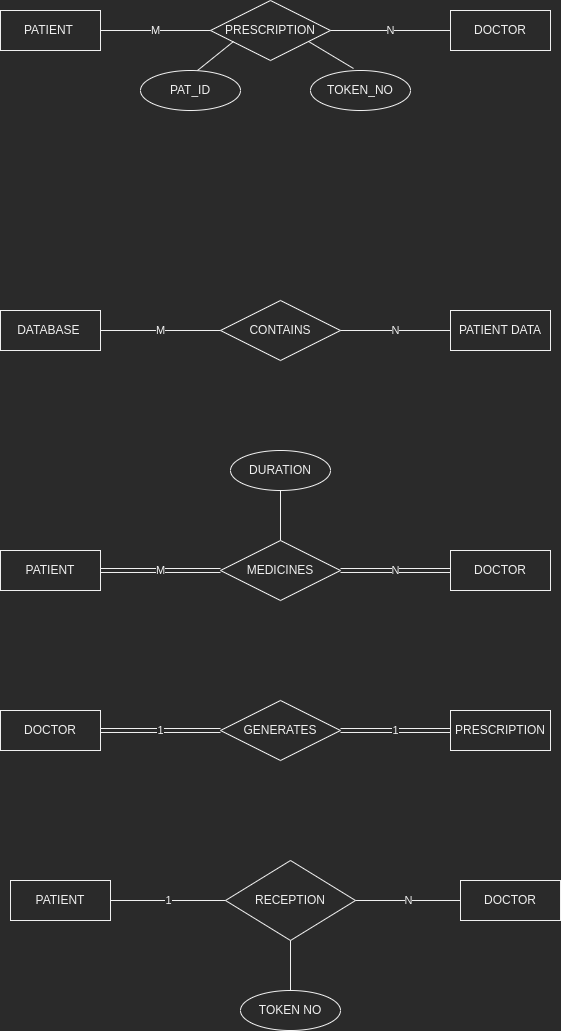 PATIENT M PRESCRIPTION N DOCTOR
PAT_ID TOKEN_NO
DATABASE M CONTAINS N PATIENT DATA
DURATION
PATIENT M MEDICINES N DOCTOR
DOCTOR 1 GENERATES 1 PRESCRIPTION
PATIENT 1 RECEPTION N DOCTOR
TOKEN NO